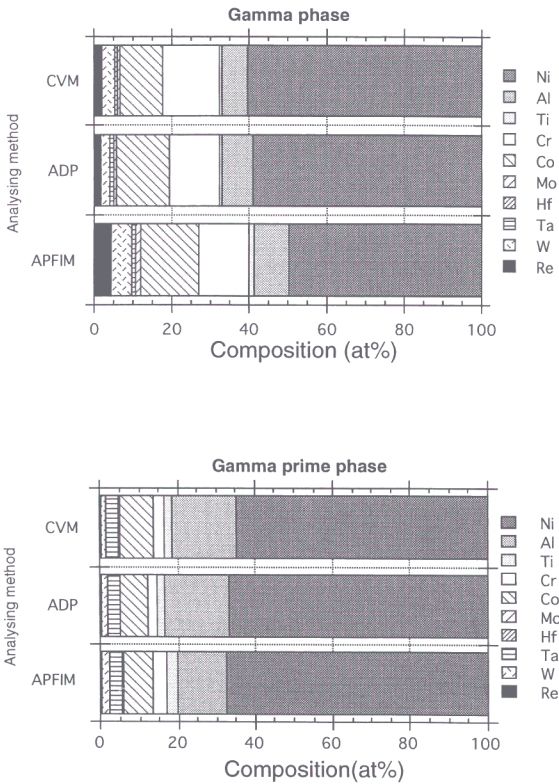 Gamma phase
Analysing method
CVM
ADP
APFIM
0 20 40 60 80 100
Composition (at%)
Ni
Al
Ti
Cr
Co
Mo
Hf
Ta
W
Re
Gamma prime phase
Analysing method
CVM
ADP
APFIM
0 20 40 60 80 100
Composition(at%)
Ni
Al
Ti
Cr
Co
Mo
Hf
Ta
W
Re